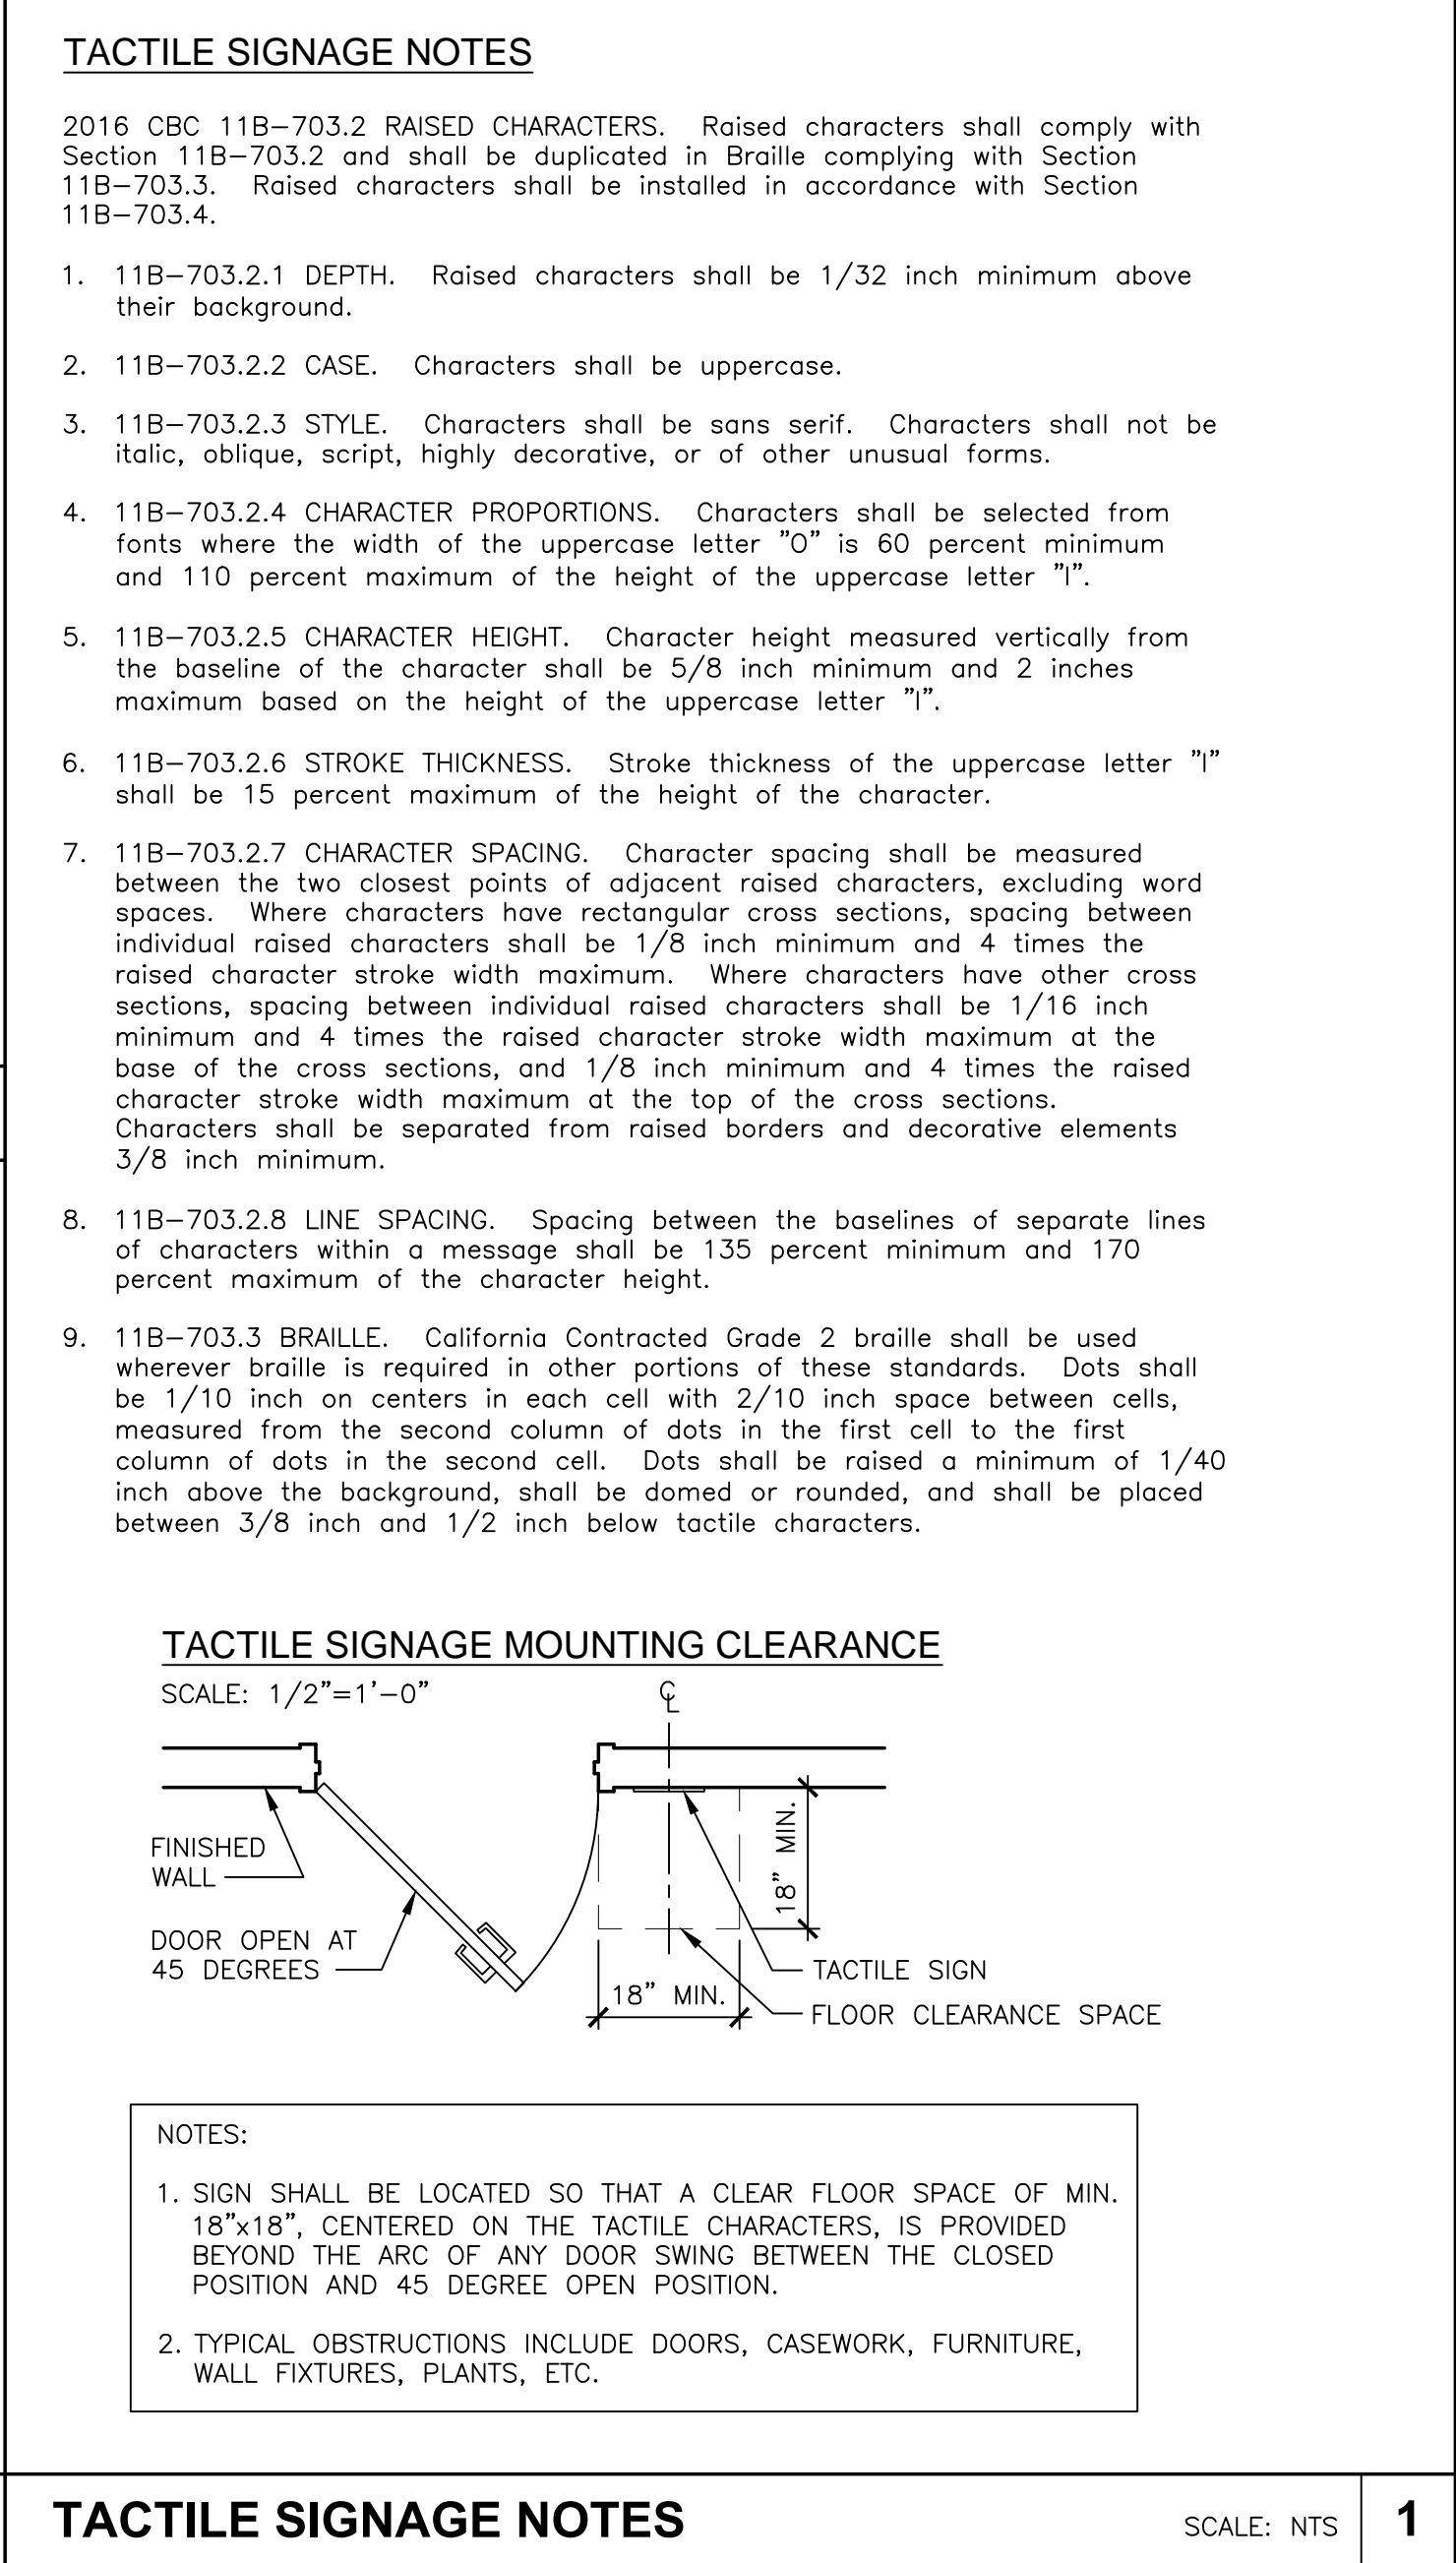 TACTILE SIGNAGE NOTES
2016 CBC 11B-703.2 RAISED CHARACTERS. Raised characters shall comply with
Section 11B-703.2 and shall be duplicated in Braille complying with Section
11B-703.3. Raised characters shall be installed in accordance with Section
11B-703.4.
1. 11B-703.2.1 DEPTH. Raised characters shall be 1/32 inch minimum above
their background.
2. 11B-703.2.2 CASE. Characters shall be uppercase.
3. 11B-703.2.3 STYLE. Characters shall be sans serif. Characters shall not be
italic, oblique, script, highly decorative, or of other unusual forms.
4. 11B-703.2.4 CHARACTER PROPORTIONS. Characters shall be selected from
fonts where the width of the uppercase letter "O" is 60 percent minimum
and 110 percent maximum of the height of the uppercase letter "I".
5. 11B-703.2.5 CHARACTER HEIGHT. Character height measured vertically from
the baseline of the character shall be 5/8 inch minimum and 2 inches
maximum based on the height of the uppercase letter "I".
6. 11B-703.2.6 STROKE THICKNESS. Stroke thickness of the uppercase letter "I"
shall be 15 percent maximum of the height of the character.
7. 11B-703.2.7 CHARACTER SPACING. Character spacing shall be measured
between the two closest points of adjacent raised characters, excluding word
spaces. Where characters have rectangular cross sections, spacing between
individual raised characters shall be 1/8 inch minimum and 4 times the
raised character stroke width maximum. Where characters have other cross
sections, spacing between individual raised characters shall be 1/16 inch
minimum and 4 times the raised character stroke width maximum at the
base of the cross sections, and 1/8 inch minimum and 4 times the raised
character stroke width maximum at the top of the cross sections.
Characters shall be separated from raised borders and decorative elements
3/8 inch minimum.
8. 11B-703.2.8 LINE SPACING. Spacing between the baselines of separate lines
of characters within a message shall be 135 percent minimum and 170
percent maximum of the character height.
9. 11B-703.3 BRAILLE. California Contracted Grade 2 braille shall be used
wherever braille is required in other portions of these standards. Dots shall
be 1/10 inch on centers in each cell with 2/10 inch space between cells,
measured from the second column of dots in the first cell to the first
column of dots in the second cell. Dots shall be raised a minimum of 1/40
inch above the background, shall be domed or rounded, and shall be placed
between 3/8 inch and 1/2 inch below tactile characters.
TACTILE SIGNAGE MOUNTING CLEARANCE
SCALE: 1/2"=1'-0"
℄
FINISHED
WALL
DOOR OPEN AT
45 DEGREES
18" MIN.
18" MIN.
TACTILE SIGN
FLOOR CLEARANCE SPACE
NOTES:
1. SIGN SHALL BE LOCATED SO THAT A CLEAR FLOOR SPACE OF MIN.
18"x18", CENTERED ON THE TACTILE CHARACTERS, IS PROVIDED
BEYOND THE ARC OF ANY DOOR SWING BETWEEN THE CLOSED
POSITION AND 45 DEGREE OPEN POSITION.
2. TYPICAL OBSTRUCTIONS INCLUDE DOORS, CASEWORK, FURNITURE,
WALL FIXTURES, PLANTS, ETC.
TACTILE SIGNAGE NOTES
SCALE: NTS
1